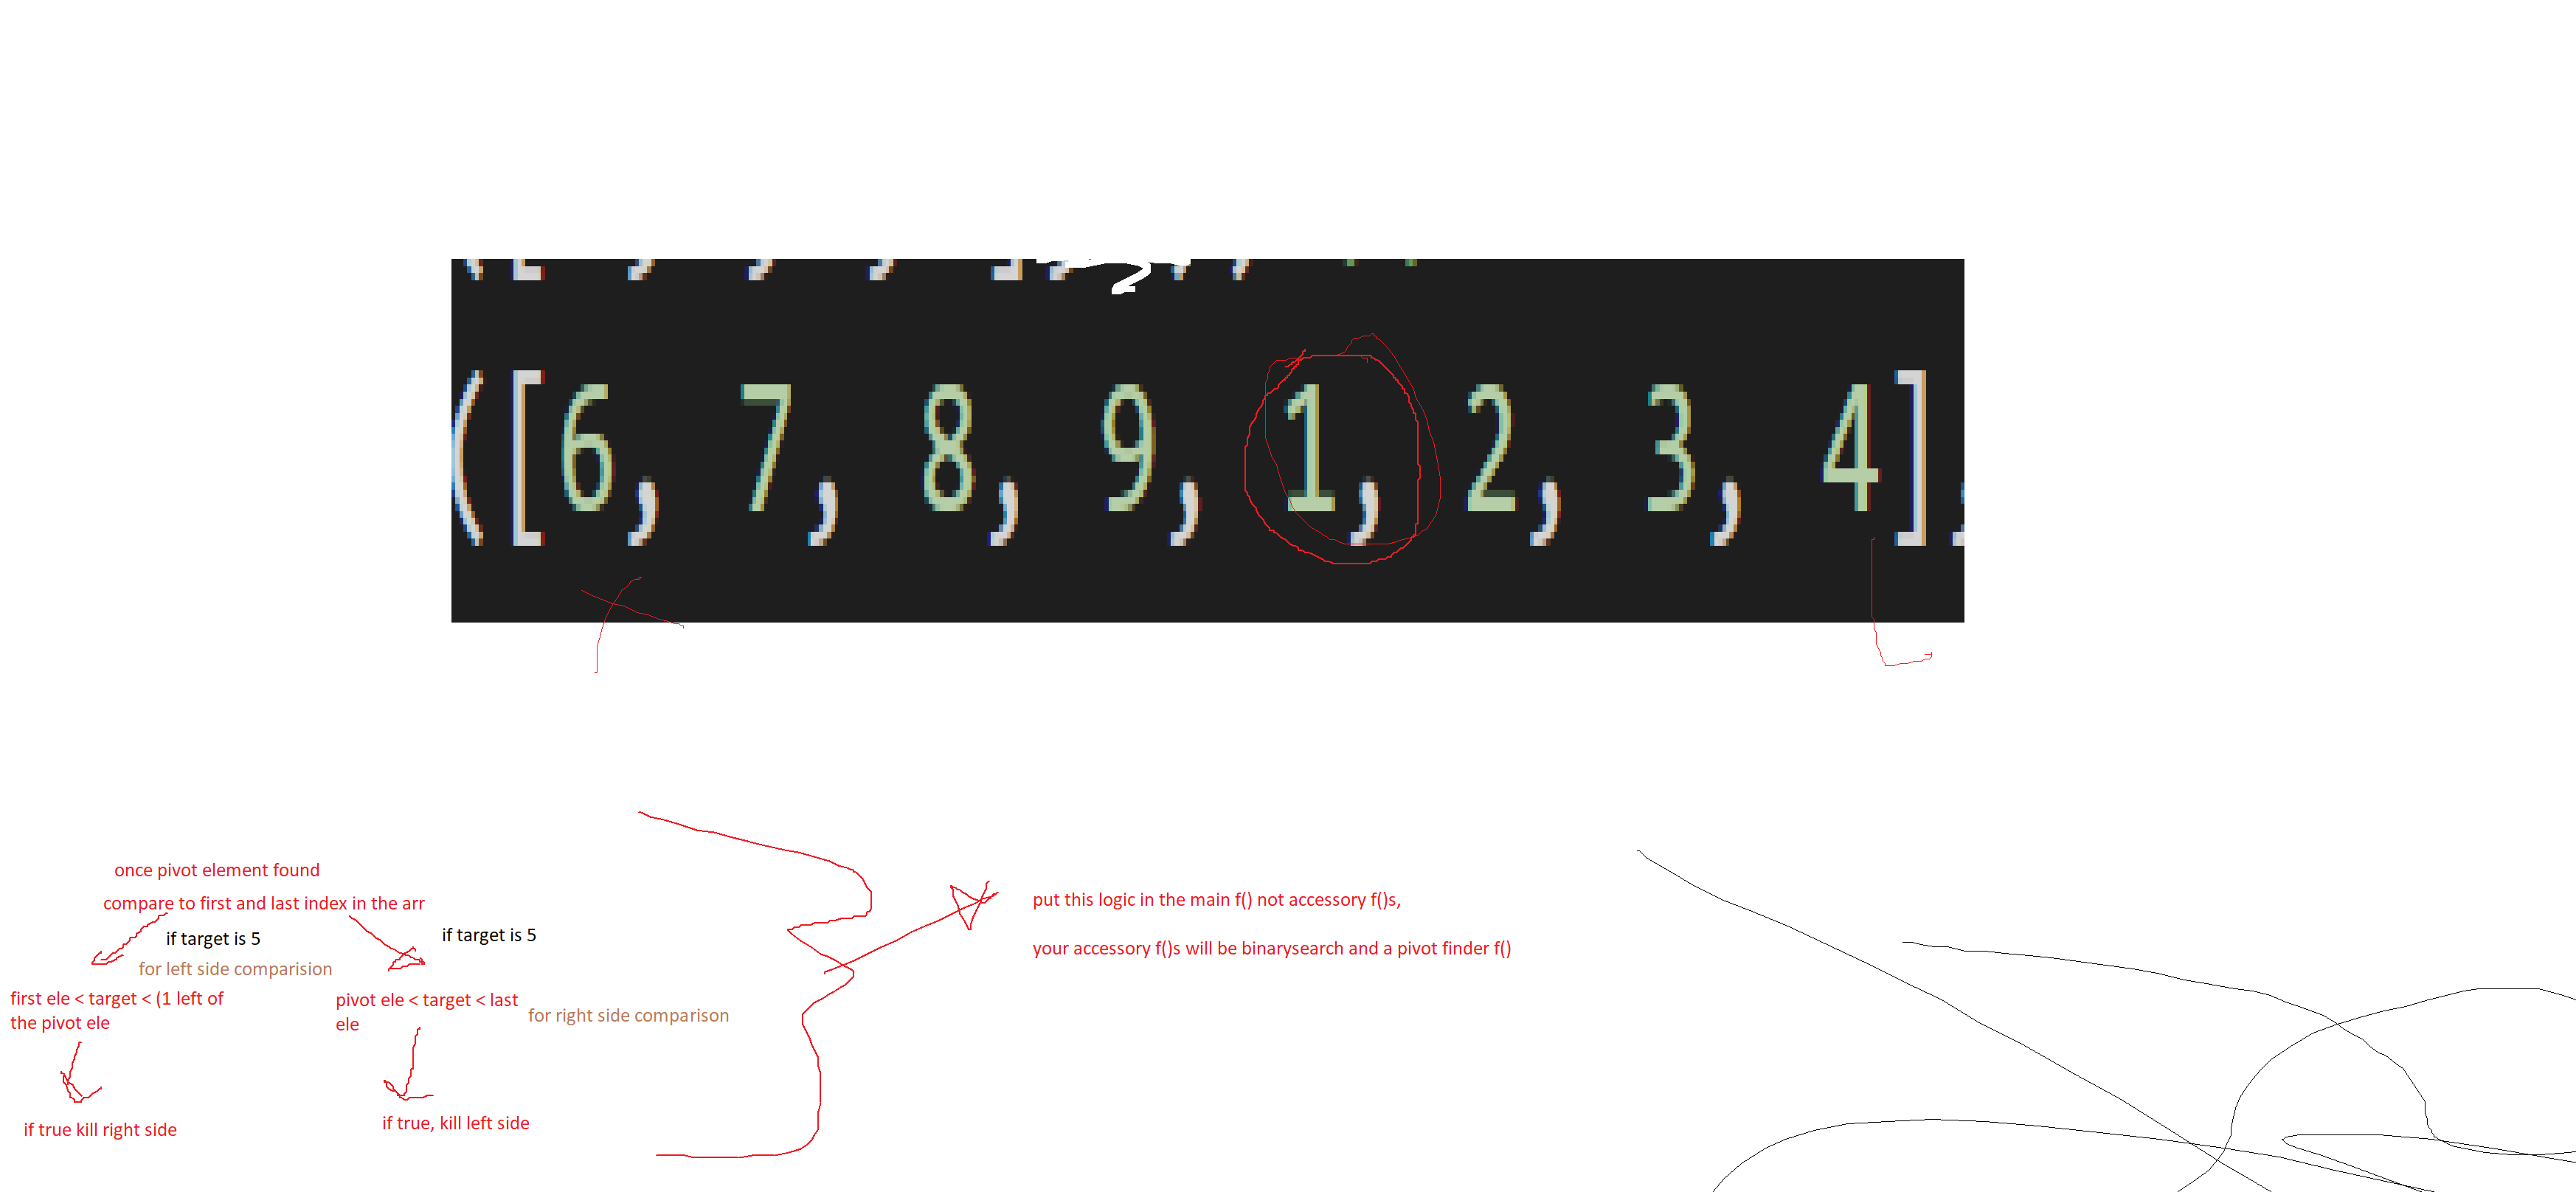 ([6, 7, 8, 9, 1, 2, 3, 4]
once pivot element found
compare to first and last index in the arr
if target is 5
if target is 5
for left side comparision
first ele < target < (1 left of
the pivot ele
pivot ele < target < last
ele
for right side comparison
if true kill right side
if true, kill left side
put this logic in the main f() not accessory f()s,
your accessory f()s will be binarysearch and a pivot finder f()